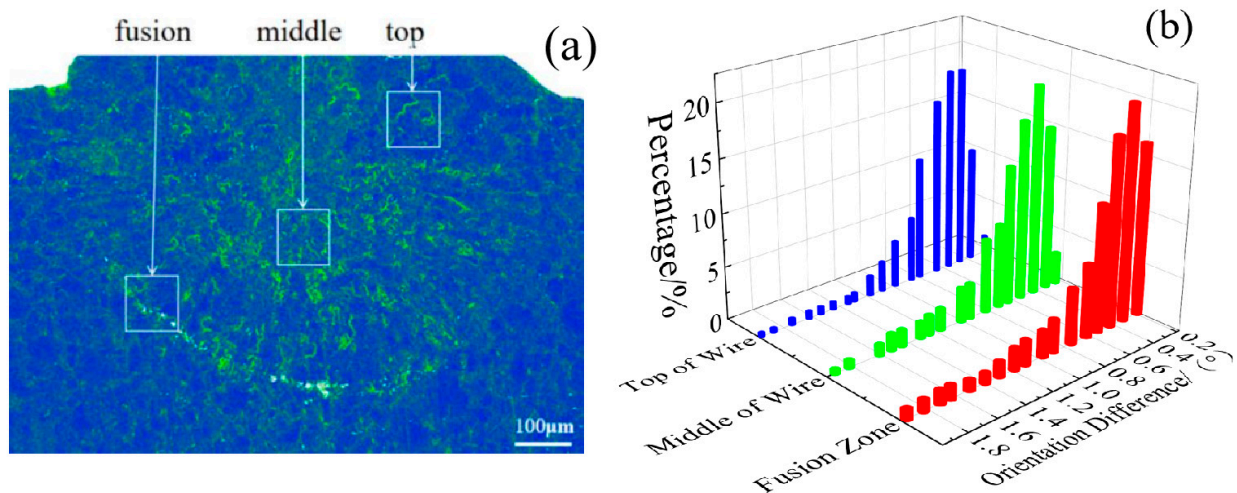 fusion middle top
(a)
100μm
(b)
Percentage/%
20
15
10
5
0
Top of Wire
Middle of Wire
Fusion Zone
0.2
0.4
0.6
0.8
1.0
1.2
1.4
1.6
1.8
Orientation Difference/(°)